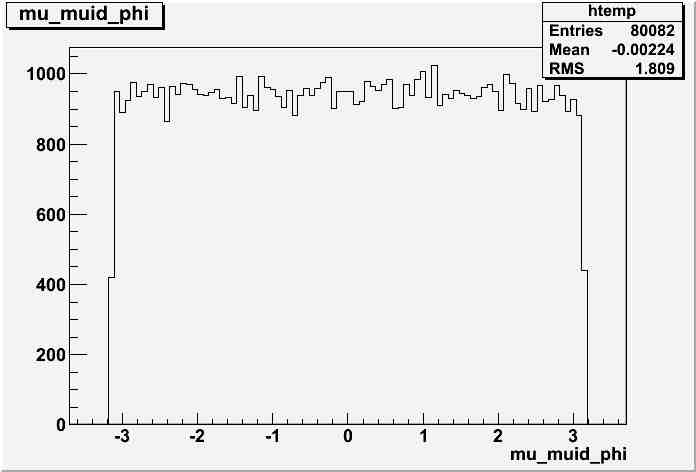 mu_muid_phi
htemp
Entries 80082
Mean -0.00224
RMS 1.809
1000
800
600
400
200
0
-3 -2 -1 0 1 2 3
mu_muid_phi